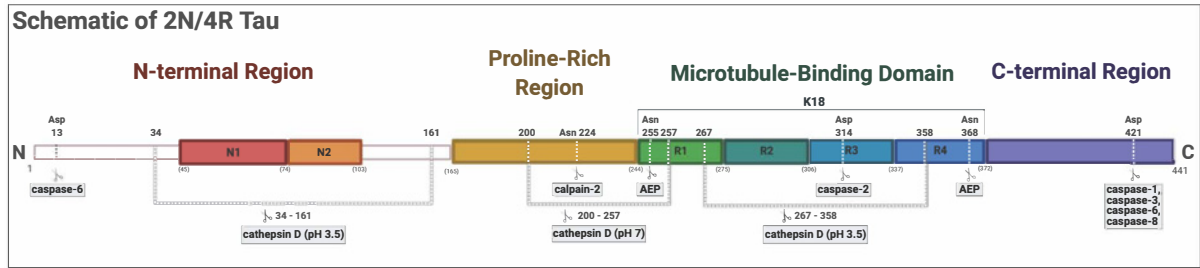 Schematic of 2N/4R Tau
N-terminal Region
Proline-Rich
Region
Microtubule-Binding Domain
C-terminal Region
K18
Asp
13
34
161
200
Asn 224
Asn
255 257
267
Asp
314
358
Asn
368
Asp
421
N
N1
N2
R1
R2
R3
R4
C
1
(45)
(74)
(103)
(165)
(244)
(275)
(306)
(337)
(372)
441
caspase-6
calpain-2
AEP
caspase-2
AEP
caspase-1,
caspase-3,
caspase-6,
caspase-8
34 - 161
cathepsin D (pH 3.5)
200 - 257
cathepsin D (pH 7)
267 - 358
cathepsin D (pH 3.5)